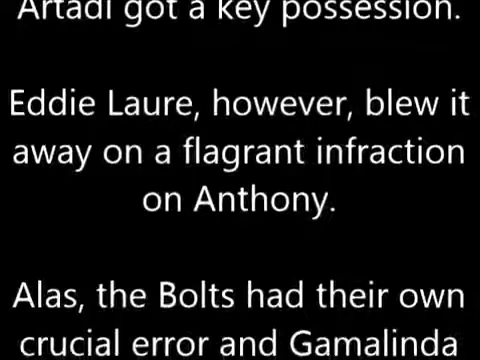 Artadi got a key possession.
Eddie Laure, however, blew it
away on a flagrant infraction
on Anthony.
Alas, the Bolts had their own
crucial error and Gamalinda